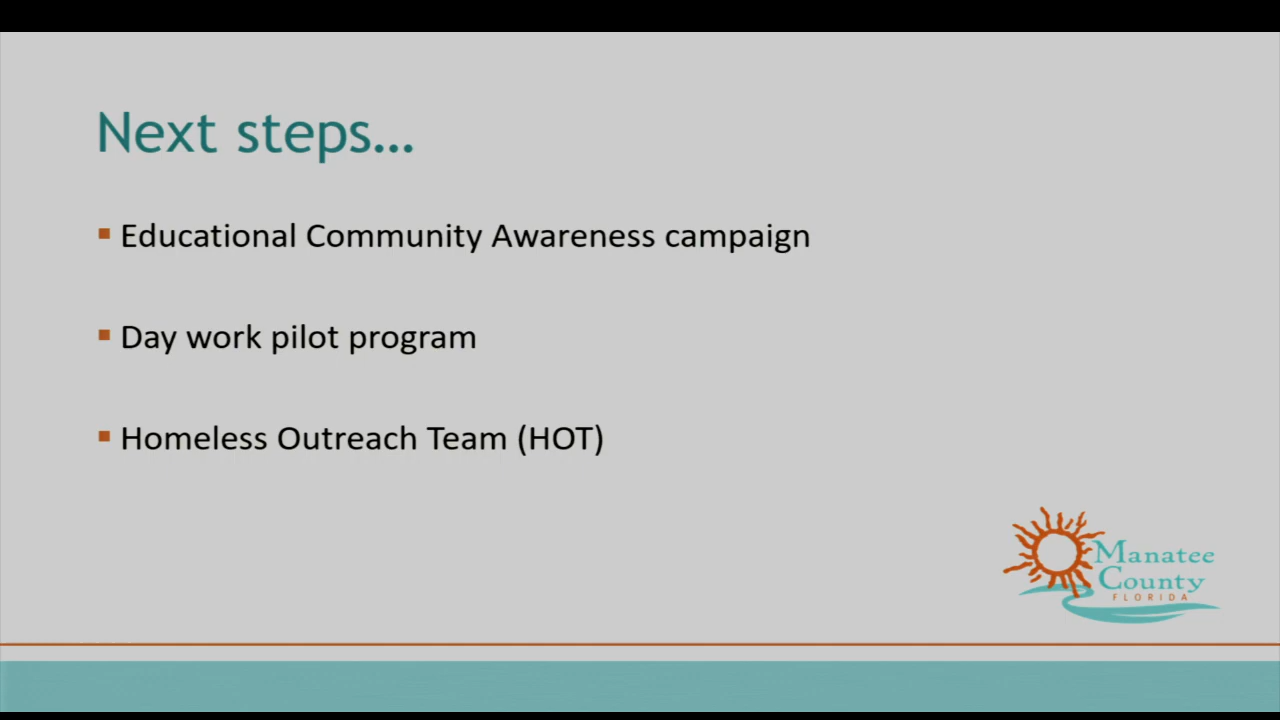 Next steps...
Educational Community Awareness campaign
Day work pilot program
Homeless Outreach Team (HOT)
Manatee
County
FLORIDA